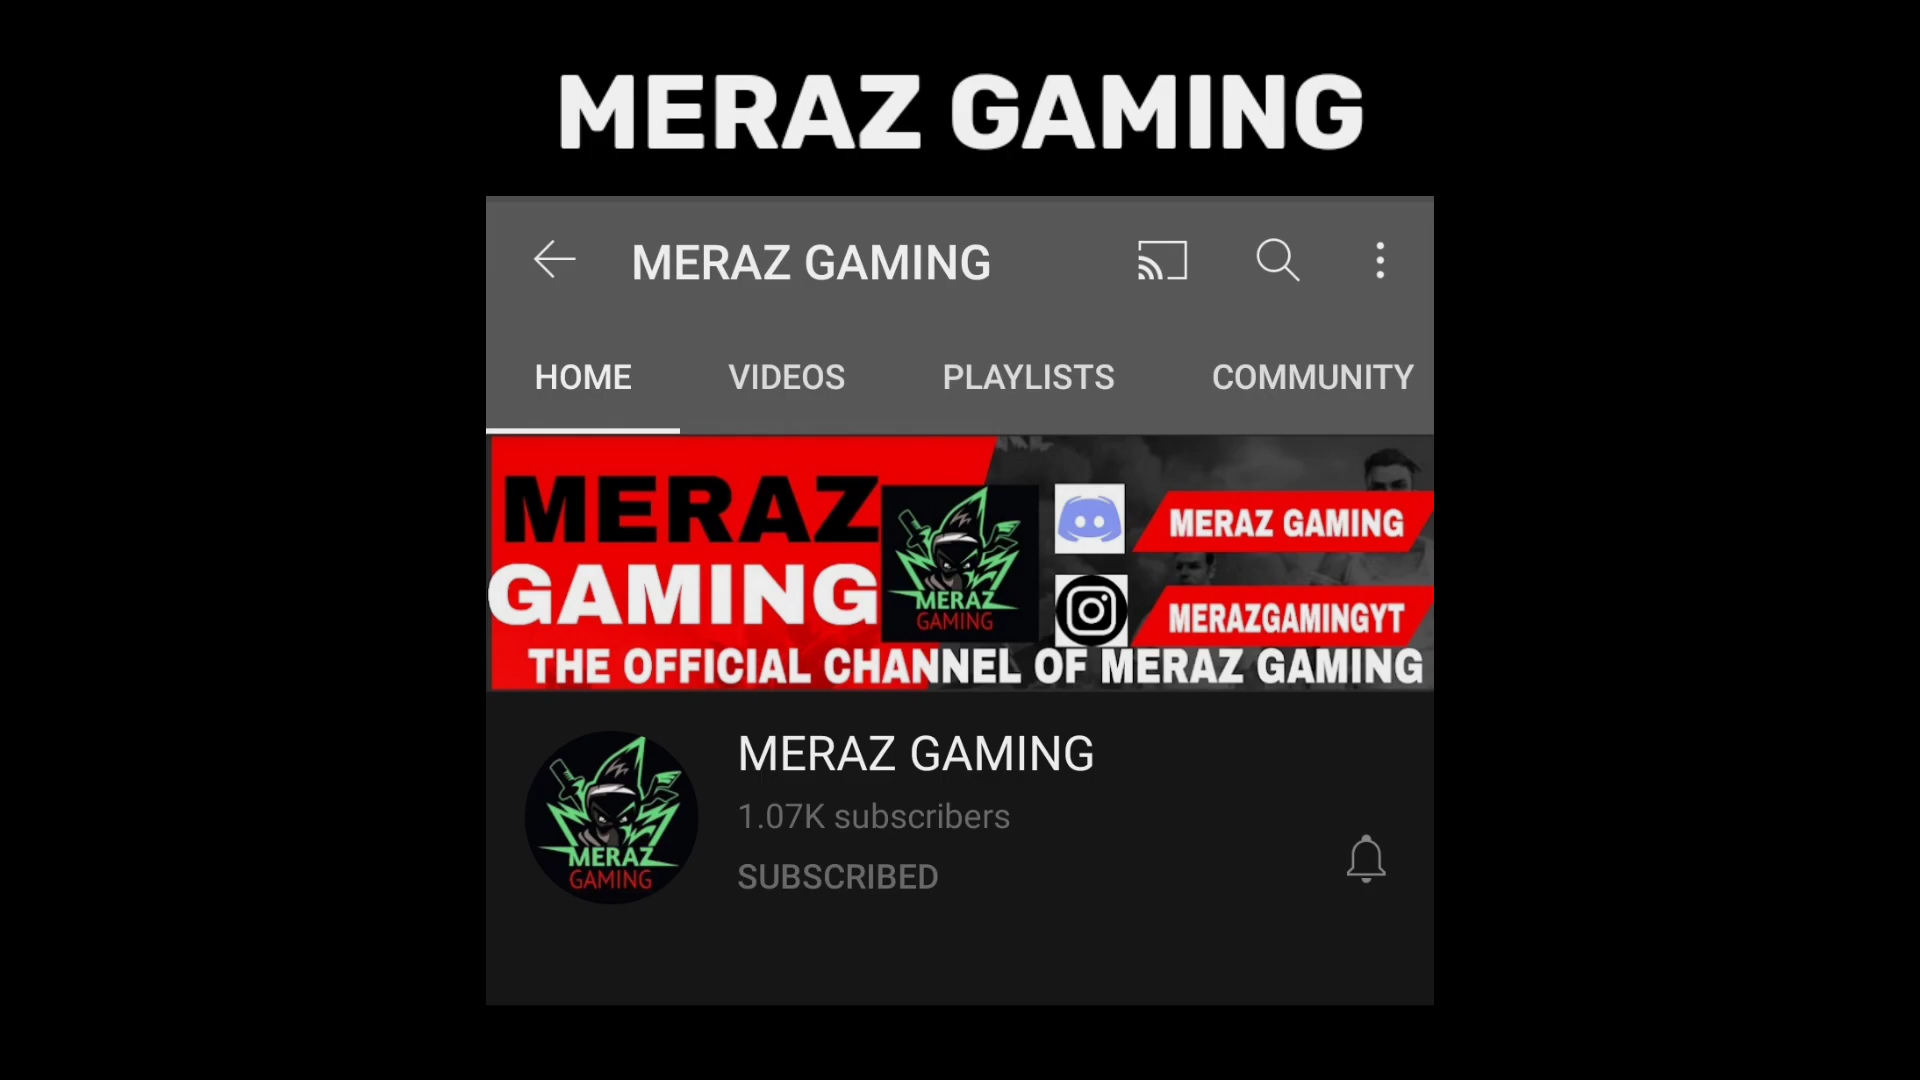 MERAZ GAMING
MERAZ GAMING
HOME VIDEOS PLAYLISTS COMMUNITY
MERAZ
GAMING
MERAZ
GAMING
MERAZ GAMING
MERAZGAMINGYT
THE OFFICIAL CHANNEL OF MERAZ GAMING
MERAZ
GAMING
MERAZ GAMING
1.07K subscribers
SUBSCRIBED